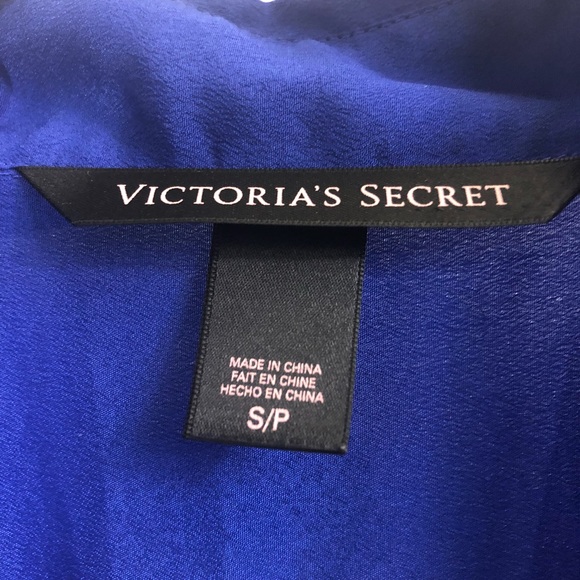 VICTORIA'S SECRET
MADE IN CHINA
FAIT EN CHINE
HECHO EN CHINA
S/P